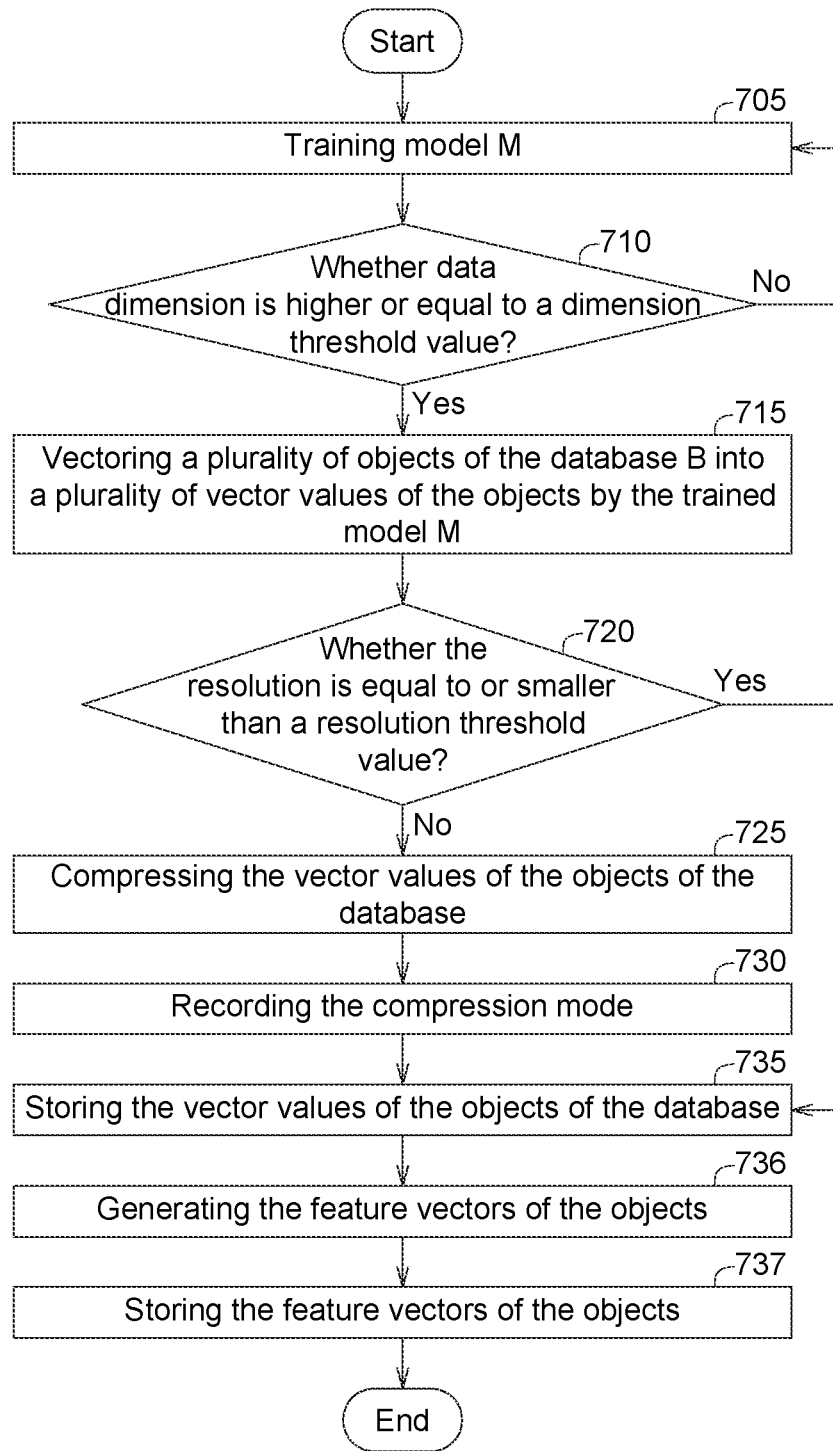 Start
705
Training model M
710
Whether data
dimension is higher or equal to a dimension
threshold value?
No
Yes
715
Vectoring a plurality of objects of the database B into
a plurality of vector values of the objects by the trained
model M
720
Whether the
resolution is equal to or smaller
than a resolution threshold
value?
Yes
No
725
Compressing the vector values of the objects of the
database
730
Recording the compression mode
735
Storing the vector values of the objects of the database
736
Generating the feature vectors of the objects
737
Storing the feature vectors of the objects
End